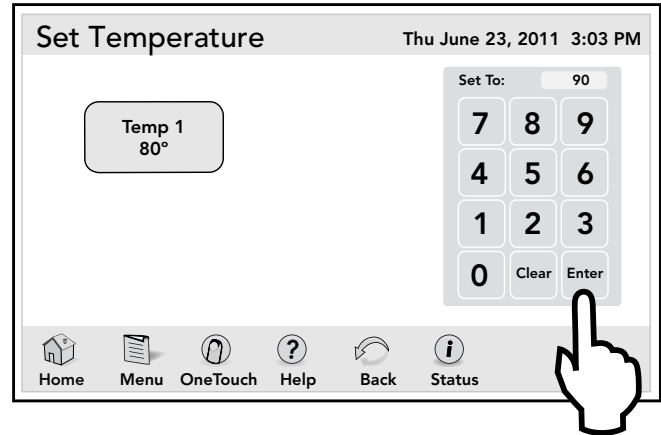 Set Temperature
Thu June 23, 2011 3:03 PM
Temp 1
80°
Set To: 90
7 8 9
4 5 6
1 2 3
0 Clear Enter
?
i
Home Menu OneTouch Help Back Status